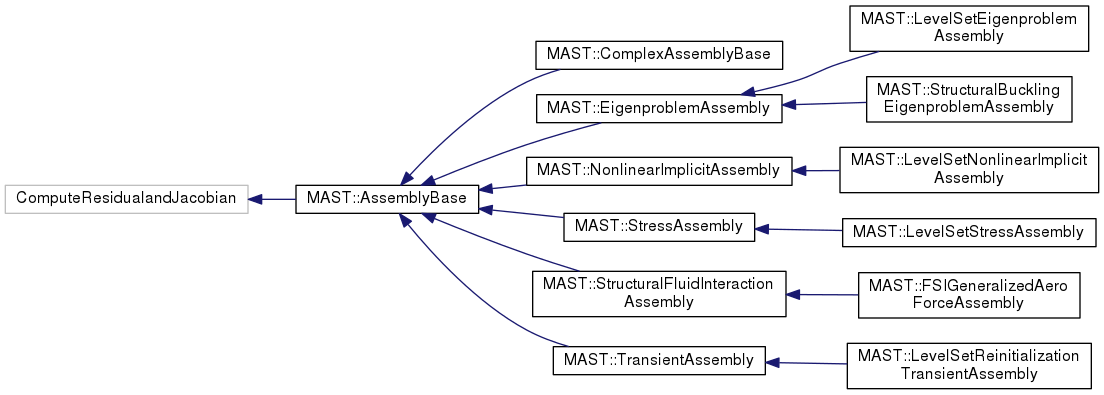 ComputeResidualandJacobian
MAST::AssemblyBase
MAST::ComplexAssemblyBase
MAST::EigenproblemAssembly
MAST::NonlinearImplicitAssembly
MAST::StressAssembly
MAST::StructuralFluidInteraction
Assembly
MAST::TransientAssembly
MAST::LevelSetEigenproblem
Assembly
MAST::StructuralBuckling
EigenproblemAssembly
MAST::LevelSetNonlinearImplicit
Assembly
MAST::LevelSetStressAssembly
MAST::FSIGeneralizedAero
ForceAssembly
MAST::LevelSetReinitialization
TransientAssembly